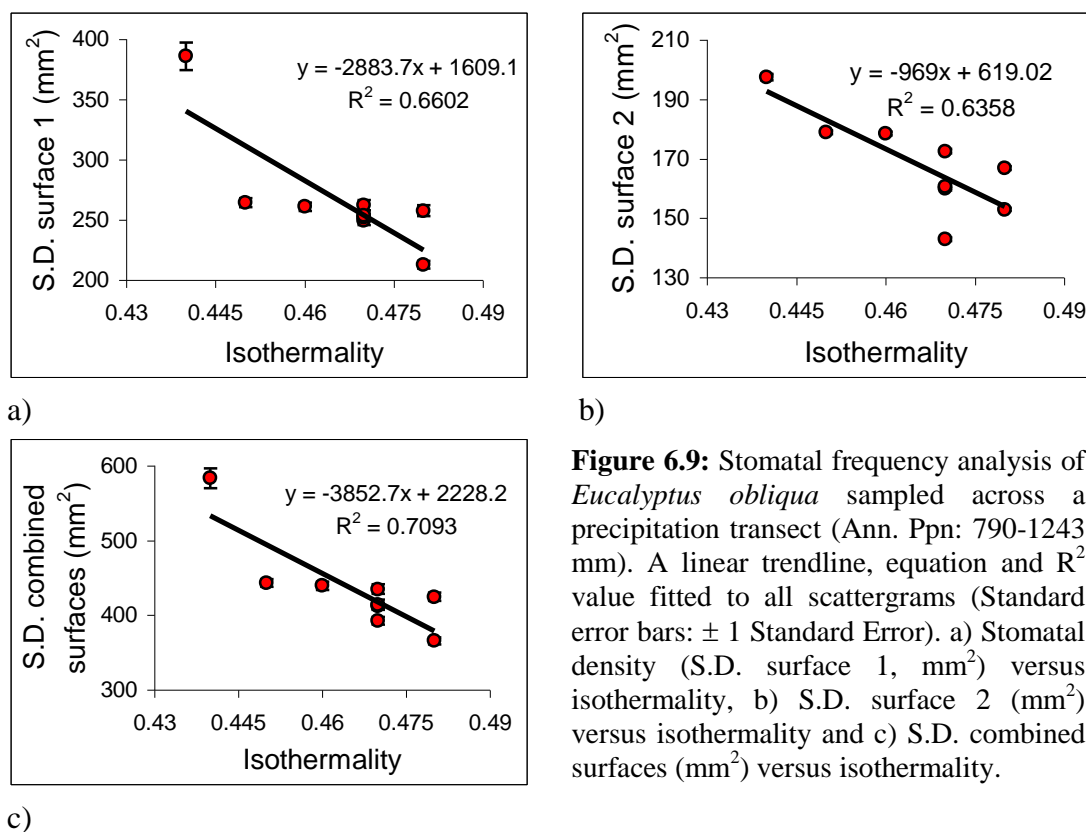 400
350
300
250
200
0.43 0.445 0.46 0.475 0.49
Isothermality
S.D. surface 1 (mm²)
y = -2883.7x + 1609.1
R² = 0.6602
a)
210
190
170
150
130
0.43 0.445 0.46 0.475 0.49
Isothermality
S.D. surface 2 (mm²)
y = -969x + 619.02
R² = 0.6358
b)
600
500
400
300
0.43 0.445 0.46 0.475 0.49
Isothermality
S.D. combined
surfaces (mm²)
y = -3852.7x + 2228.2
R² = 0.7093
c)
Figure 6.9: Stomatal frequency analysis of
Eucalyptus obliqua sampled across a
precipitation transect (Ann. Ppn: 790-1243
mm). A linear trendline, equation and R²
value fitted to all scattergrams (Standard
error bars: ± 1 Standard Error). a) Stomatal
density (S.D. surface 1, mm²) versus
isothermality, b) S.D. surface 2 (mm²)
versus isothermality and c) S.D. combined
surfaces (mm²) versus isothermality.